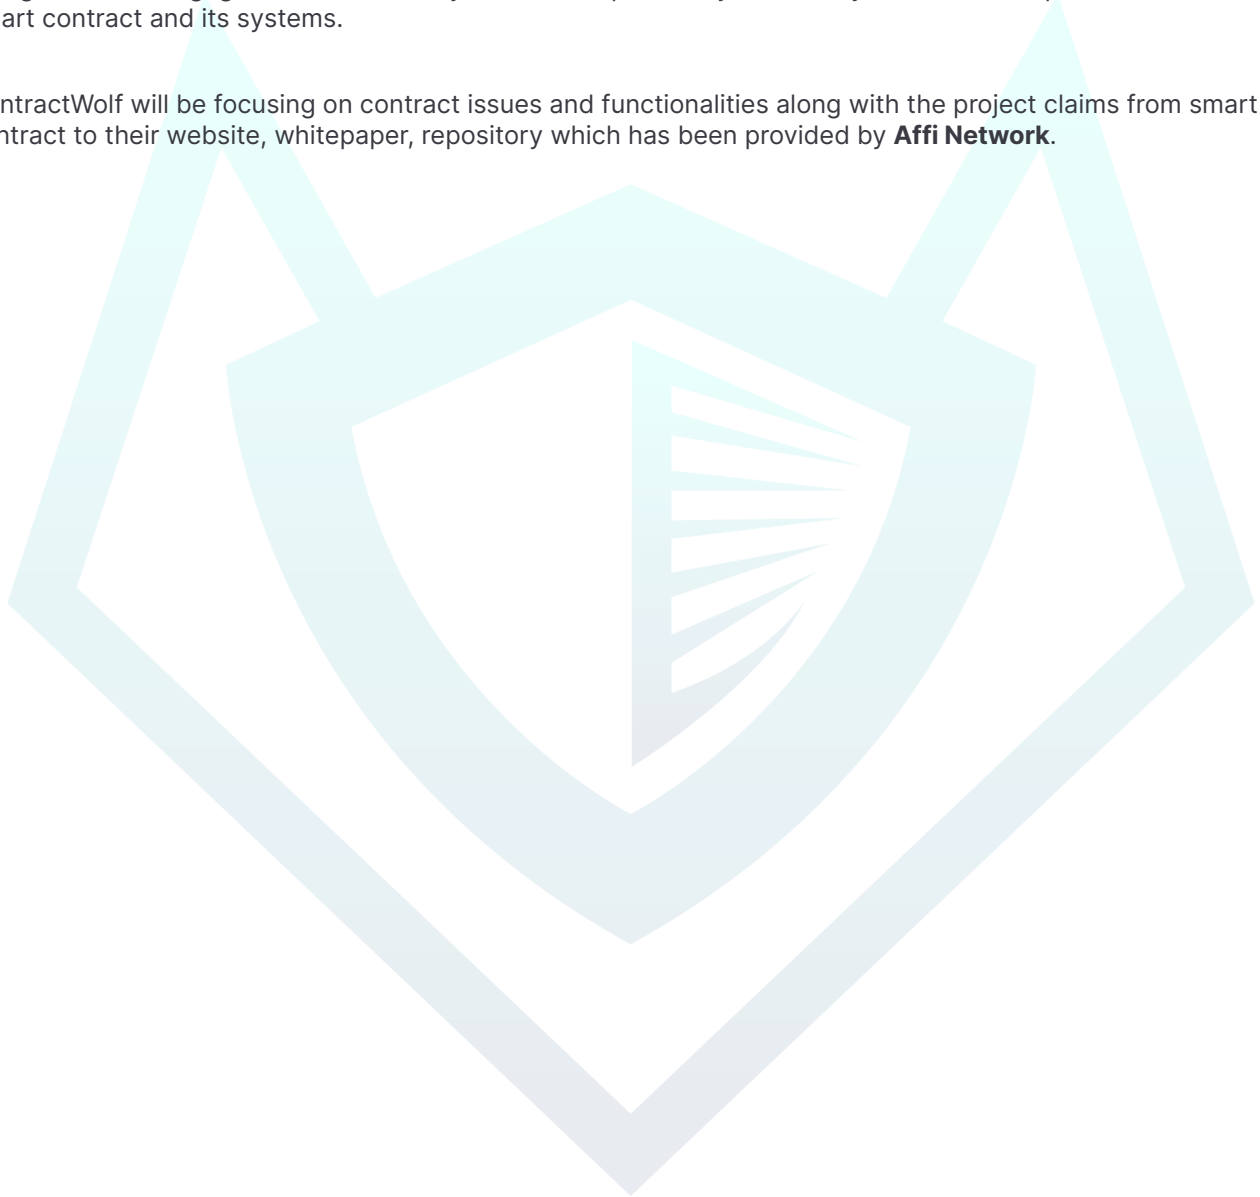 art contract and its systems.
ntractWolf will be focusing on contract issues and functionalities along with the project claims from smart
ntract to their website, whitepaper, repository which has been provided by Affi Network.